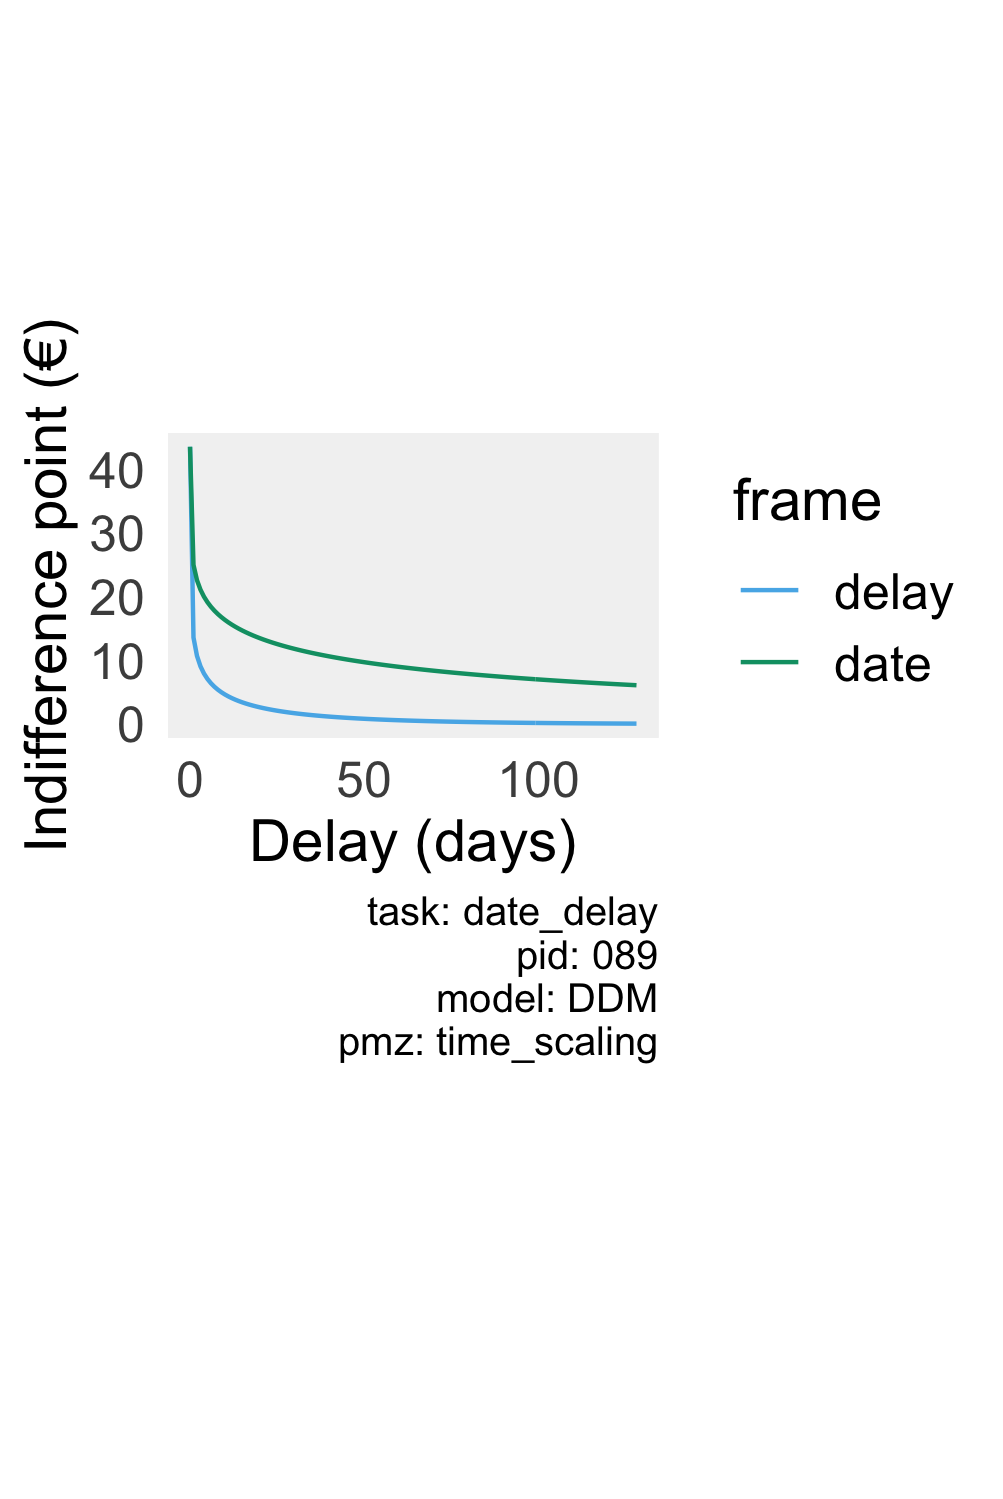 Indifference point (€)
40
30
20
10
0
0 50 100
Delay (days)
frame
delay
date
task: date_delay
pid: 089
model: DDM
pmz: time_scaling